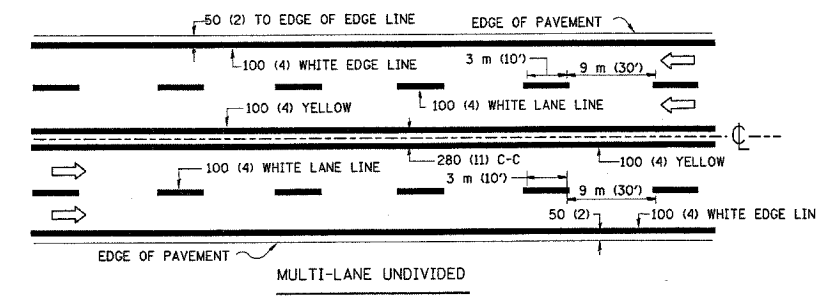 50 (2) TO EDGE OF EDGE LINE
EDGE OF PAVEMENT
100 (4) WHITE EDGE LINE
3 m (10')
9 m (30')
100 (4) YELLOW
100 (4) WHITE LANE LINE
CL
100 (4) WHITE LANE LINE
280 (11) C-C
100 (4) YELLOW
3 m (10')
9 m (30')
50 (2)
100 (4) WHITE EDGE LIN
EDGE OF PAVEMENT
MULTI-LANE UNDIVIDED